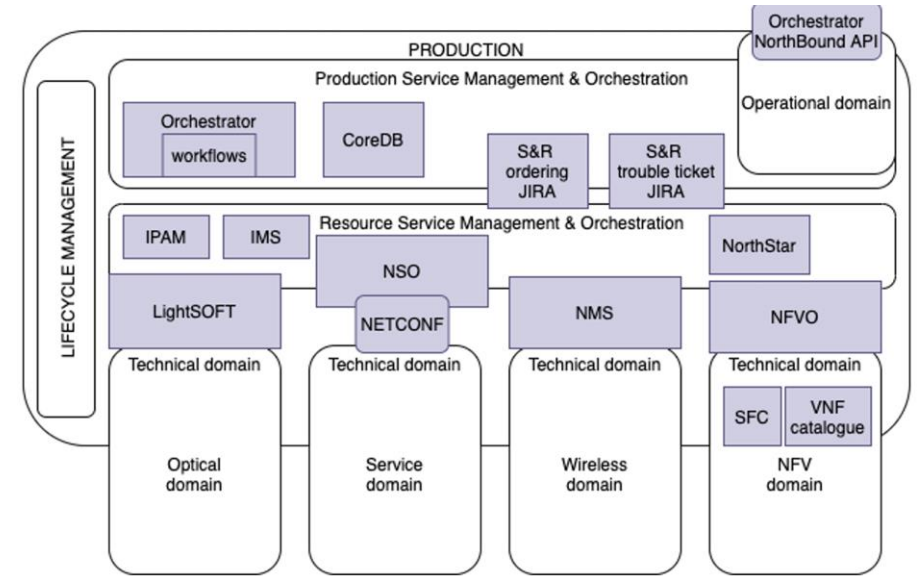 Orchestrator
NorthBound API
PRODUCTION
Production Service Management & Orchestration
Operational domain
LIFECYCLE MANAGEMENT
Orchestrator
workflows
CoreDB
S&R
ordering
JIRA
S&R
trouble ticket
JIRA
Resource Service Management & Orchestration
IPAM
IMS
NSO
NorthStar
LightSOFT
NETCONF
NMS
NFVO
Technical domain
Technical domain
Technical domain
Technical domain
SFC
VNF
catalogue
Optical
domain
Service
domain
Wireless
domain
NFV
domain